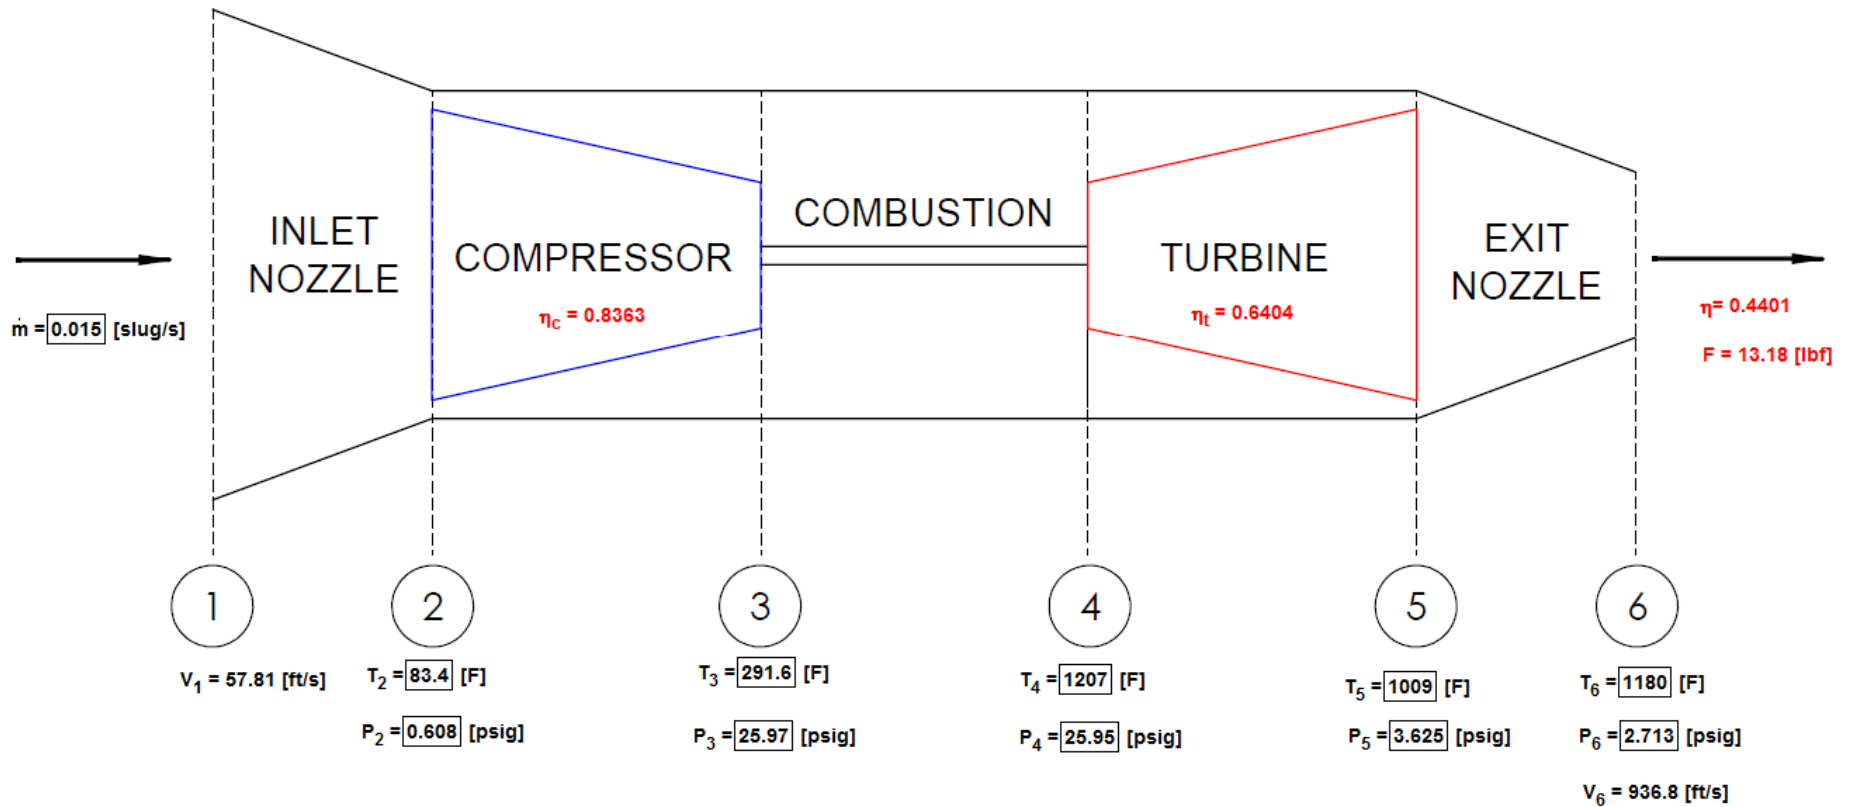 INLET
NOZZLE
COMPRESSOR
COMBUSTION
TURBINE
EXIT
NOZZLE
ṁ = 0.015 [slug/s]
ηc = 0.8363
ηt = 0.6404
η= 0.4401
F = 13.18 [lbf]
1
2
3
4
5
6
V1 = 57.81 [ft/s]
T2 = 83.4 [F]
P2 = 0.608 [psig]
T3 = 291.6 [F]
P3 = 25.97 [psig]
T4 = 1207 [F]
P4 = 25.95 [psig]
T5 = 1009 [F]
P5 = 3.625 [psig]
T6 = 1180 [F]
P6 = 2.713 [psig]
V6 = 936.8 [ft/s]